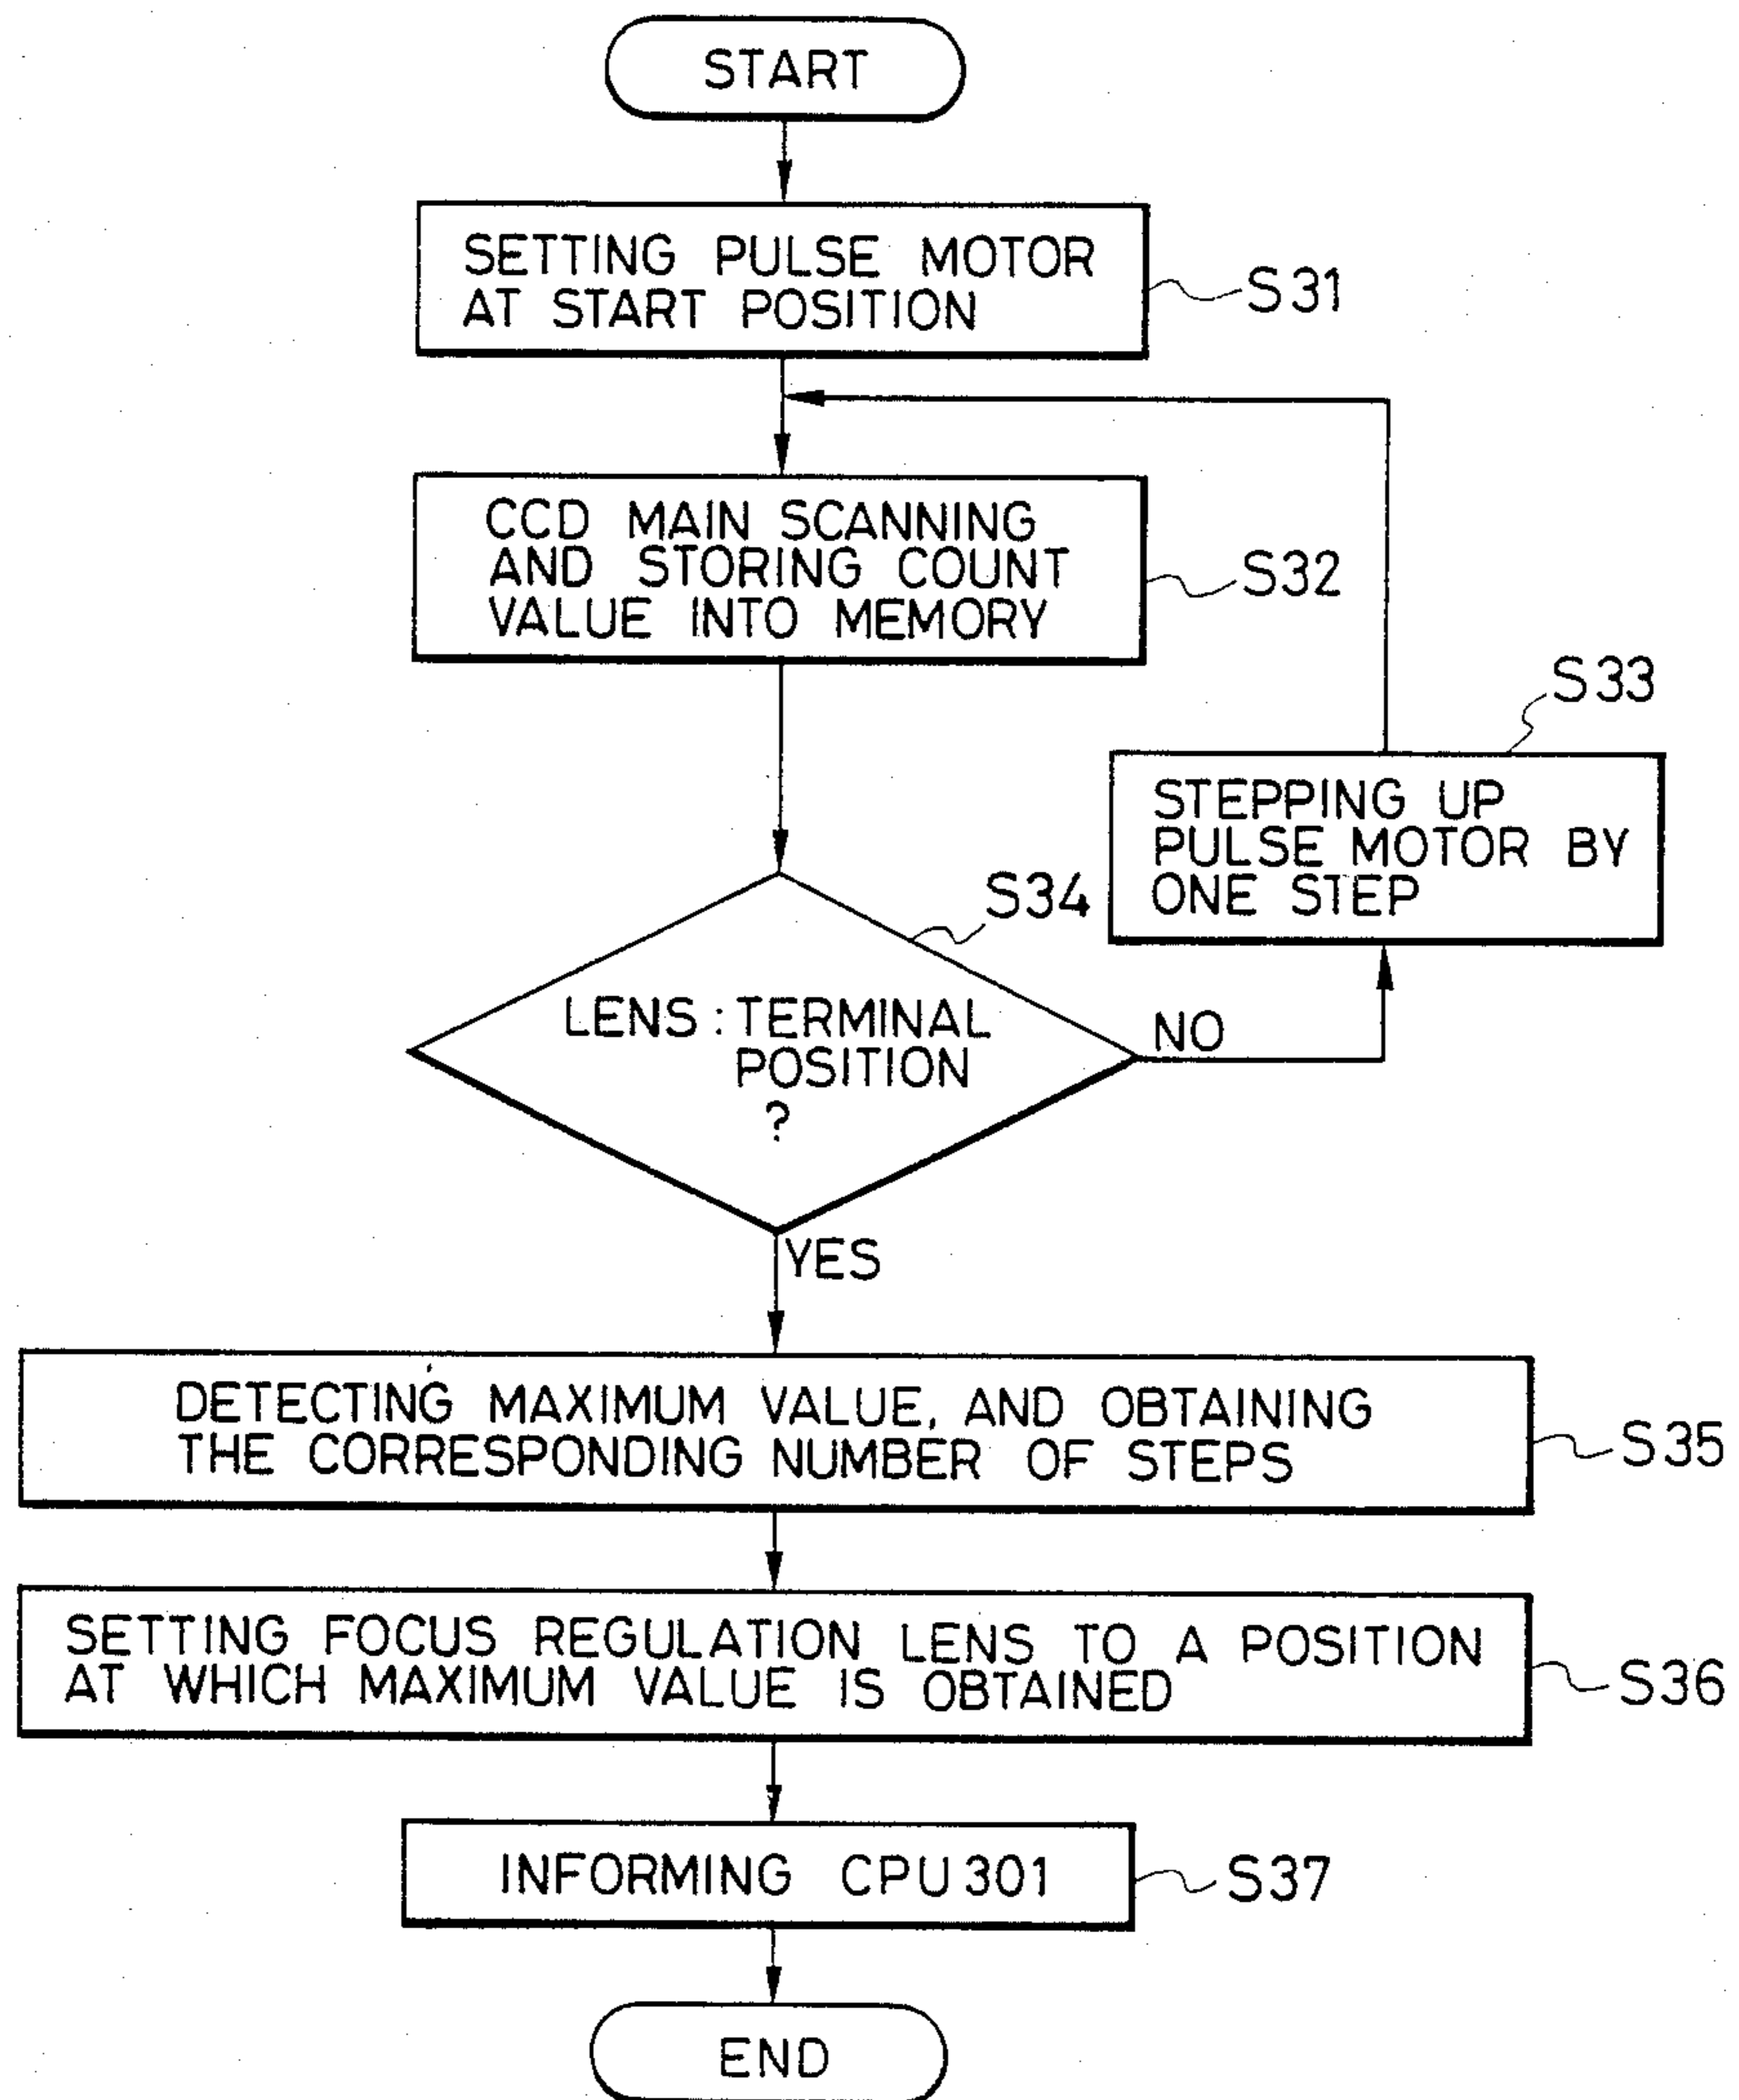 START
SETTING PULSE MOTOR
AT START POSITION
S31
CCD MAIN SCANNING
AND STORING COUNT
VALUE INTO MEMORY
S32
S33
STEPPING UP
PULSE MOTOR BY
ONE STEP
S34
LENS : TERMINAL
POSITION
?
NO
YES
DETECTING MAXIMUM VALUE, AND OBTAINING
THE CORRESPONDING NUMBER OF STEPS
S35
SETTING FOCUS REGULATION LENS TO A POSITION
AT WHICH MAXIMUM VALUE IS OBTAINED
S36
INFORMING CPU 301
S37
END